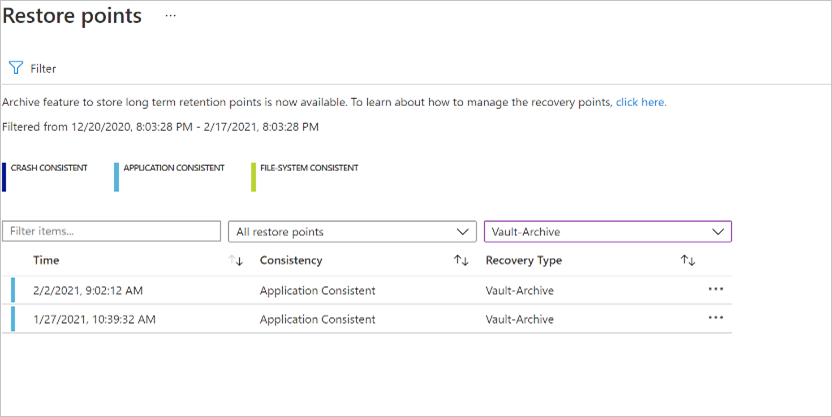 Restore points ...
Filter
Archive feature to store long term retention points is now available. To learn about how to manage the recovery points, click here.
Filtered from 12/20/2020, 8:03:28 PM - 2/17/2021, 8:03:28 PM
CRASH CONSISTENT APPLICATION CONSISTENT FILE-SYSTEM CONSISTENT
Filter items... All restore points Vault-Archive
Time Consistency Recovery Type
2/2/2021, 9:02:12 AM Application Consistent Vault-Archive ...
1/27/2021, 10:39:32 AM Application Consistent Vault-Archive ...